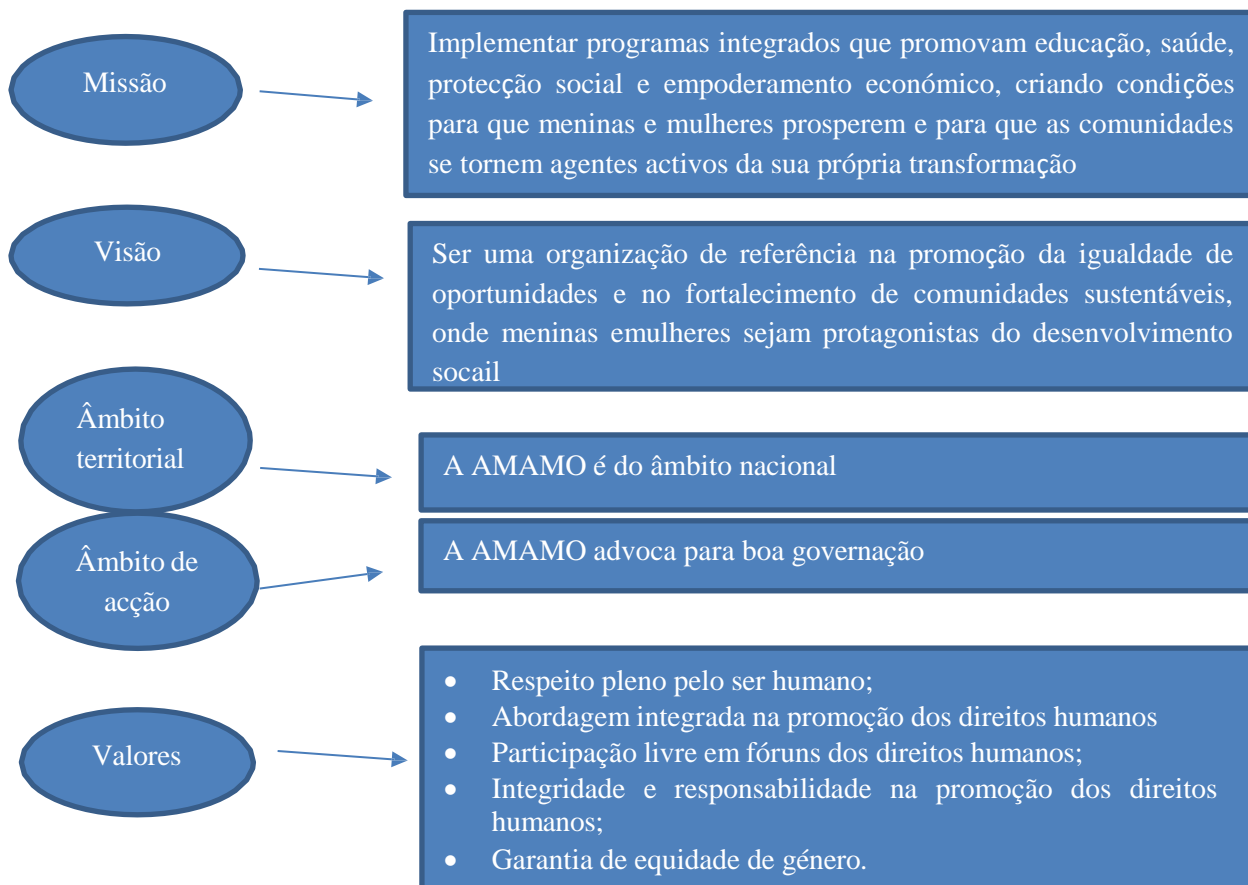 Missão
Implementar programas integrados que promovam educação, saúde,
protecção social e empoderamento económico, criando condições
para que meninas e mulheres prosperem e para que as comunidades
se tornem agentes activos da sua própria transformação
Visão
Ser uma organização de referência na promoção da igualdade de
oportunidades e no fortalecimento de comunidades sustentáveis,
onde meninas emulheres sejam protagonistas do desenvolvimento
socail
Âmbito
territorial
A AMAMO é do âmbito nacional
Âmbito de
acção
A AMAMO advoca para boa governação
Valores
• Respeito pleno pelo ser humano;
• Abordagem integrada na promoção dos direitos humanos
• Participação livre em fóruns dos direitos humanos;
• Integridade e responsabilidade na promoção dos direitos
humanos;
• Garantia de equidade de género.